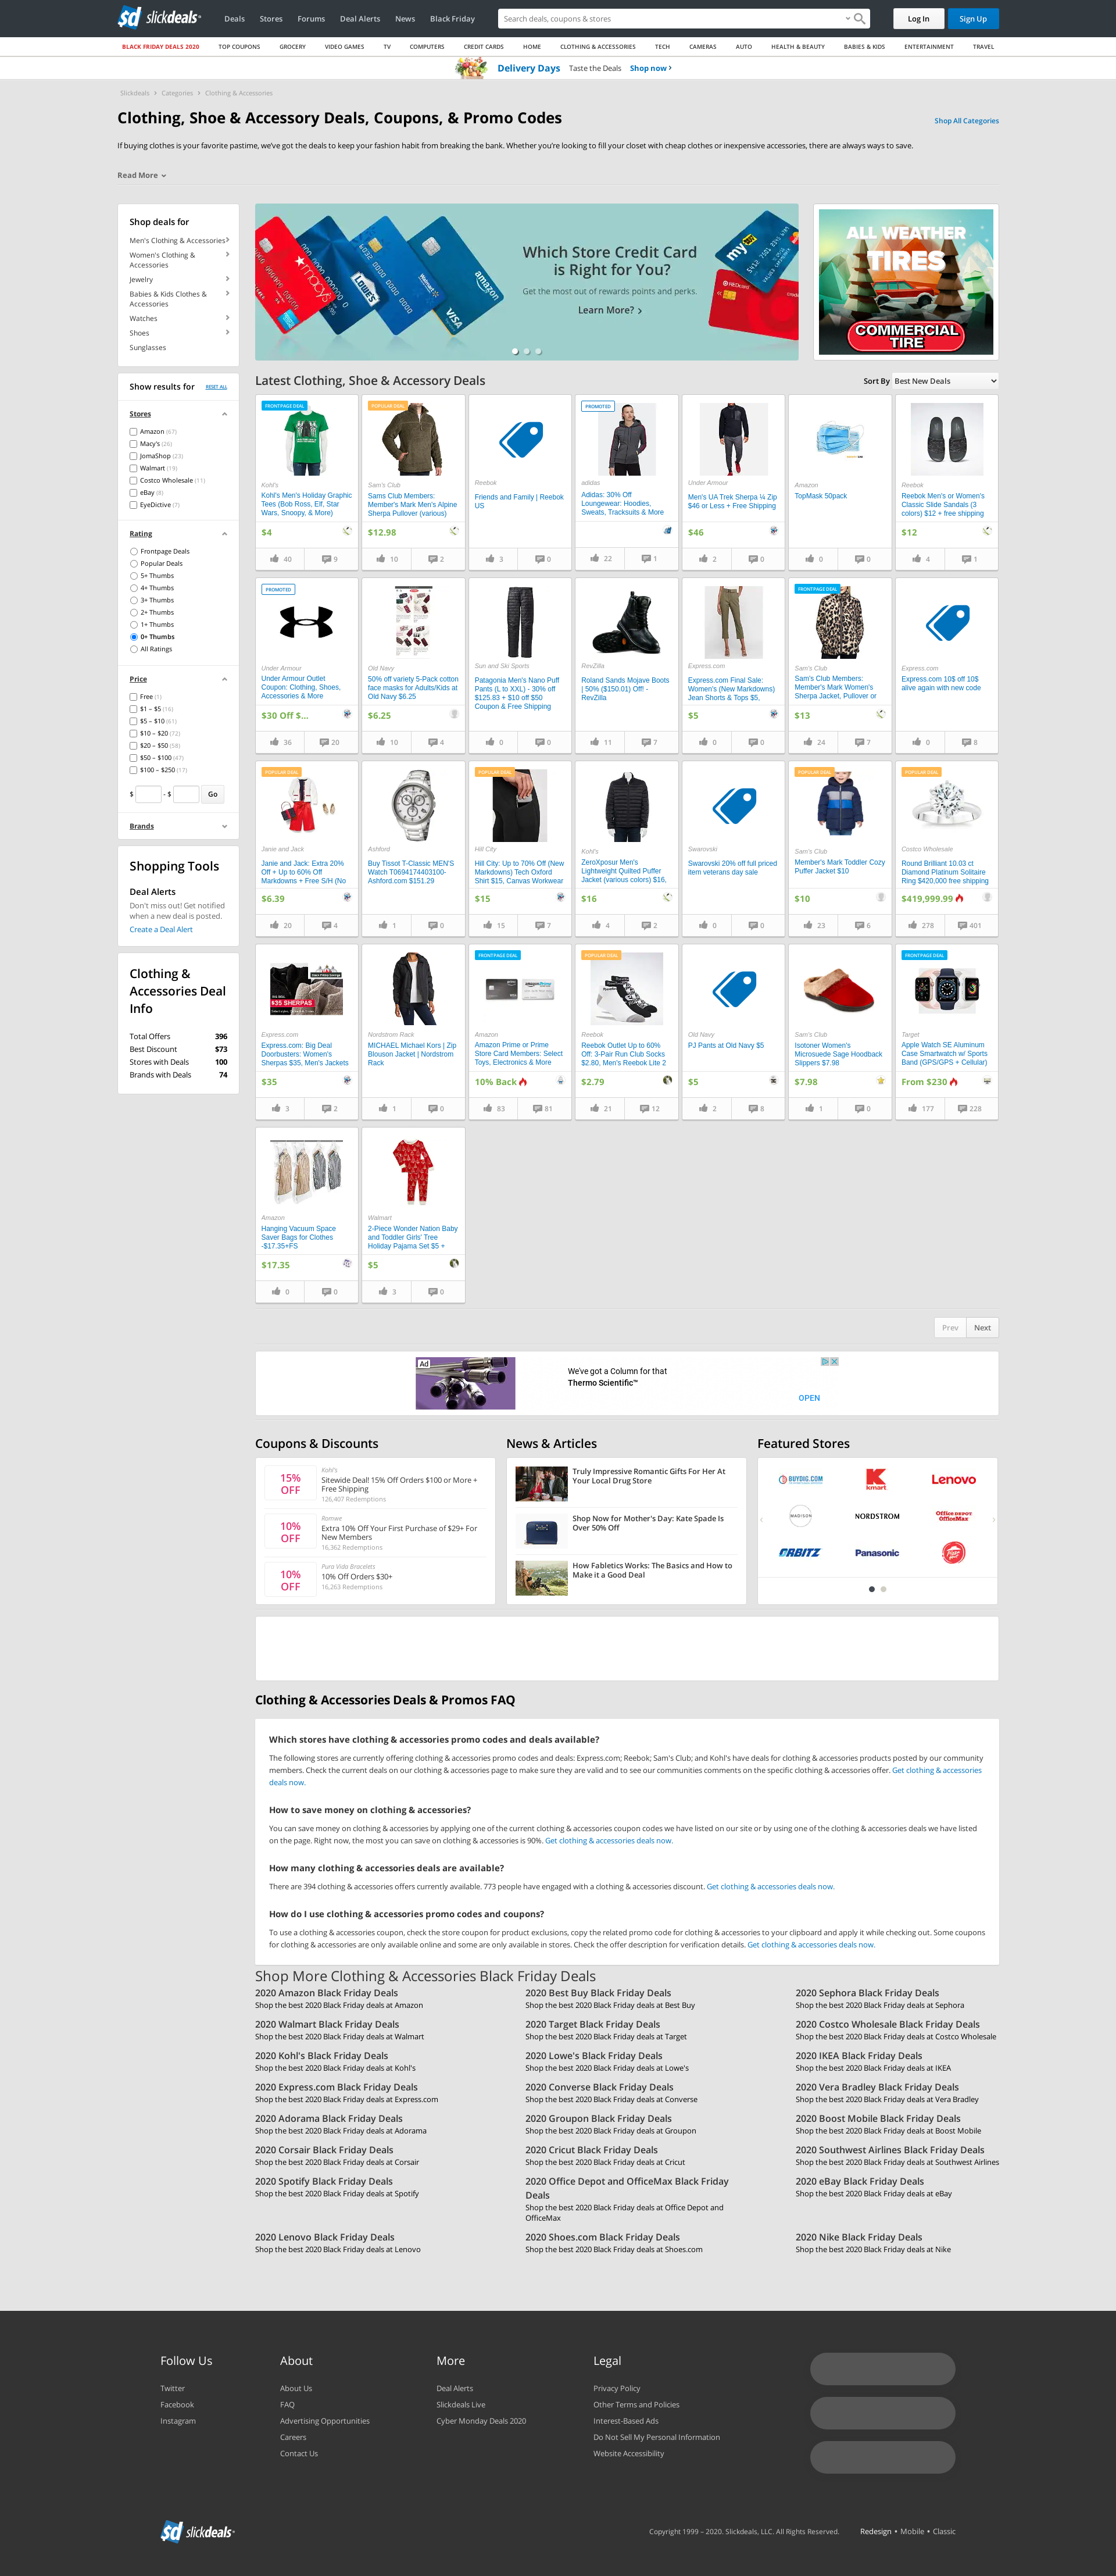 sd slickdeals
Deals
Stores
Forums
Deal Alerts
News
Black Friday
Search deals, coupons & stores
Log In
Sign Up
BLACK FRIDAY DEALS 2020
TOP COUPONS
GROCERY
VIDEO GAMES
TV
COMPUTERS
CREDIT CARDS
HOME
CLOTHING & ACCESSORIES
TECH
CAMERAS
AUTO
HEALTH & BEAUTY
BABIES & KIDS
ENTERTAINMENT
TRAVEL
Delivery Days Taste the Deals Shop now
Slickdeals > Categories > Clothing & Accessories
Clothing, Shoe & Accessory Deals, Coupons, & Promo Codes
Shop All Categories
If buying clothes is your favorite pastime, we've got the deals to keep your fashion habit from breaking the bank. Whether you're looking to fill your closet with cheap clothes or inexpensive accessories, there are always ways to save.
Read More
Shop deals for
Men's Clothing & Accessories
Women's Clothing &
Accessories
Jewelry
Babies & Kids Clothes &
Accessories
Watches
Shoes
Sunglasses
Show results for
RESET ALL
Stores
Amazon (67)
Macy's (26)
JomaShop (23)
Walmart (19)
Costco Wholesale (11)
eBay (8)
EyeDictive (7)
Rating
Frontpage Deals
Popular Deals
5+ Thumbs
4+ Thumbs
3+ Thumbs
2+ Thumbs
1+ Thumbs
0+ Thumbs
All Ratings
Price
Free (1)
$1 – $5 (16)
$5 – $10 (61)
$10 – $20 (72)
$20 – $50 (58)
$50 – $100 (47)
$100 – $250 (17)
$ - $ Go
Brands
Shopping Tools
Deal Alerts
Don't miss out! Get notified
when a new deal is posted.
Create a Deal Alert
Clothing &
Accessories Deal
Info
Total Offers 396
Best Discount $73
Stores with Deals 100
Brands with Deals 74
macy's
LOWE'S
VISA
amazon
my BUY
REDcard
Which Store Credit Card
is Right for You?
Get the most out of rewards points and perks.
Learn More?
ALL WEATHER
TIRES
COMMERCIAL
TIRE
Latest Clothing, Shoe & Accessory Deals
Sort By Best New Deals
FRONTPAGE DEAL
Kohl's
Kohl's Men's Holiday Graphic
Tees (Bob Ross, Elf, Star
Wars, Snoopy, & More)
$4
40 9
POPULAR DEAL
Sam's Club
Sams Club Members:
Member's Mark Men's Alpine
Sherpa Pullover (various)
$12.98
10 2
Reebok
Friends and Family | Reebok
US
3 0
PROMOTED
adidas
Adidas: 30% Off
Loungewear: Hoodies,
Sweats, Tracksuits & More
22 1
Under Armour
Men's UA Trek Sherpa ¼ Zip
$46 or Less + Free Shipping
$46
2 0
Amazon
TopMask 50pack
0 0
Reebok
Reebok Men's or Women's
Classic Slide Sandals (3
colors) $12 + free shipping
$12
4 1
PROMOTED
Under Armour
Under Armour Outlet
Coupon: Clothing, Shoes,
Accessories & More
$30 Off $...
36 20
Old Navy
50% off variety 5-Pack cotton
face masks for Adults/Kids at
Old Navy $6.25
$6.25
10 4
Sun and Ski Sports
Patagonia Men's Nano Puff
Pants (L to XXL) - 30% off
$125.83 + $10 off $50
Coupon & Free Shipping
0 0
RevZilla
Roland Sands Mojave Boots
| 50% ($150.01) Off! -
RevZilla
11 7
Express.com
Express.com Final Sale:
Women's (New Markdowns)
Jean Shorts & Tops $5,
$5
0 0
FRONTPAGE DEAL
Sam's Club
Sam's Club Members:
Member's Mark Women's
Sherpa Jacket, Pullover or
$13
24 7
Express.com
Express.com 10$ off 10$
alive again with new code
0 8
POPULAR DEAL
Janie and Jack
Janie and Jack: Extra 20%
Off + Up to 60% Off
Markdowns + Free S/H (No
$6.39
20 4
Ashford
Buy Tissot T-Classic MEN'S
Watch T0694174403100-
Ashford.com $151.29
1 0
POPULAR DEAL
Hill City
Hill City: Up to 70% Off (New
Markdowns) Tech Oxford
Shirt $15, Canvas Workwear
$15
15 7
Kohl's
ZeroXposur Men's
Lightweight Quilted Puffer
Jacket (various colors) $16,
$16
4 2
Swarovski
Swarovski 20% off full priced
item veterans day sale
0 0
POPULAR DEAL
Sam's Club
Member's Mark Toddler Cozy
Puffer Jacket $10
$10
23 6
POPULAR DEAL
Costco Wholesale
Round Brilliant 10.03 ct
Diamond Platinum Solitaire
Ring $420,000 free shipping
$419,999.99
278 401
$35 SHERPAS
Express.com
Express.com: Big Deal
Doorbusters: Women's
Sherpas $35, Men's Jackets
$35
3 2
Nordstrom Rack
MICHAEL Michael Kors | Zip
Blouson Jacket | Nordstrom
Rack
1 0
FRONTPAGE DEAL
Amazon
Amazon Prime or Prime
Store Card Members: Select
Toys, Electronics & More
10% Back
83 81
POPULAR DEAL
Reebok
Reebok Outlet Up to 60%
Off: 3-Pair Run Club Socks
$2.80, Men's Reebok Lite 2
$2.79
21 12
Old Navy
PJ Pants at Old Navy $5
$5
2 8
Sam's Club
Isotoner Women's
Microsuede Sage Hoodback
Slippers $7.98
$7.98
1 0
FRONTPAGE DEAL
Target
Apple Watch SE Aluminum
Case Smartwatch w/ Sports
Band (GPS/GPS + Cellular)
From $230
177 228
Amazon
Hanging Vacuum Space
Saver Bags for Clothes
-$17.35+FS
$17.35
0 0
Walmart
2-Piece Wonder Nation Baby
and Toddler Girls' Tree
Holiday Pajama Set $5 +
$5
3 0
Prev Next
Ad
We've got a Column for that
Thermo Scientific™
OPEN
Coupons & Discounts
15%
OFF
Kohl's
Sitewide Deal! 15% Off Orders $100 or More +
Free Shipping
126,407 Redemptions
10%
OFF
Romwe
Extra 10% Off Your First Purchase of $29+ For
New Members
16,362 Redemptions
10%
OFF
Pura Vida Bracelets
10% Off Orders $30+
16,263 Redemptions
News & Articles
Truly Impressive Romantic Gifts For Her At
Your Local Drug Store
Shop Now for Mother's Day: Kate Spade Is
Over 50% Off
How Fabletics Works: The Basics and How to
Make it a Good Deal
Featured Stores
BUYDIG.COM
kmart
Lenovo
MADISON
NORDSTROM
Office DEPOT
OfficeMax
ORBITZ
Panasonic
Clothing & Accessories Deals & Promos FAQ
Which stores have clothing & accessories promo codes and deals available?
The following stores are currently offering clothing & accessories promo codes and deals: Express.com; Reebok; Sam's Club; and Kohl's have deals for clothing & accessories products posted by our community
members. Check the current deals on our clothing & accessories page to make sure they are valid and to see our communities comments on the specific clothing & accessories offer. Get clothing & accessories
deals now.
How to save money on clothing & accessories?
You can save money on clothing & accessories by applying one of the current clothing & accessories coupon codes we have listed on our site or by using one of the clothing & accessories deals we have listed
on the page. Right now, the most you can save on clothing & accessories is 90%. Get clothing & accessories deals now.
How many clothing & accessories deals are available?
There are 394 clothing & accessories offers currently available. 773 people have engaged with a clothing & accessories discount. Get clothing & accessories deals now.
How do I use clothing & accessories promo codes and coupons?
To use a clothing & accessories coupon, check the store coupon for product exclusions, copy the related promo code for clothing & accessories to your clipboard and apply it while checking out. Some coupons
for clothing & accessories are only available online and some are only available in stores. Check the offer description for verification details. Get clothing & accessories deals now.
Shop More Clothing & Accessories Black Friday Deals
2020 Amazon Black Friday Deals
Shop the best 2020 Black Friday deals at Amazon
2020 Best Buy Black Friday Deals
Shop the best 2020 Black Friday deals at Best Buy
2020 Sephora Black Friday Deals
Shop the best 2020 Black Friday deals at Sephora
2020 Walmart Black Friday Deals
Shop the best 2020 Black Friday deals at Walmart
2020 Target Black Friday Deals
Shop the best 2020 Black Friday deals at Target
2020 Costco Wholesale Black Friday Deals
Shop the best 2020 Black Friday deals at Costco Wholesale
2020 Kohl's Black Friday Deals
Shop the best 2020 Black Friday deals at Kohl's
2020 Lowe's Black Friday Deals
Shop the best 2020 Black Friday deals at Lowe's
2020 IKEA Black Friday Deals
Shop the best 2020 Black Friday deals at IKEA
2020 Express.com Black Friday Deals
Shop the best 2020 Black Friday deals at Express.com
2020 Converse Black Friday Deals
Shop the best 2020 Black Friday deals at Converse
2020 Vera Bradley Black Friday Deals
Shop the best 2020 Black Friday deals at Vera Bradley
2020 Adorama Black Friday Deals
Shop the best 2020 Black Friday deals at Adorama
2020 Groupon Black Friday Deals
Shop the best 2020 Black Friday deals at Groupon
2020 Boost Mobile Black Friday Deals
Shop the best 2020 Black Friday deals at Boost Mobile
2020 Corsair Black Friday Deals
Shop the best 2020 Black Friday deals at Corsair
2020 Cricut Black Friday Deals
Shop the best 2020 Black Friday deals at Cricut
2020 Southwest Airlines Black Friday Deals
Shop the best 2020 Black Friday deals at Southwest Airlines
2020 Spotify Black Friday Deals
Shop the best 2020 Black Friday deals at Spotify
2020 Office Depot and OfficeMax Black Friday
Deals
Shop the best 2020 Black Friday deals at Office Depot and
OfficeMax
2020 eBay Black Friday Deals
Shop the best 2020 Black Friday deals at eBay
2020 Lenovo Black Friday Deals
Shop the best 2020 Black Friday deals at Lenovo
2020 Shoes.com Black Friday Deals
Shop the best 2020 Black Friday deals at Shoes.com
2020 Nike Black Friday Deals
Shop the best 2020 Black Friday deals at Nike
Follow Us
Twitter
Facebook
Instagram
About
About Us
FAQ
Advertising Opportunities
Careers
Contact Us
More
Deal Alerts
Slickdeals Live
Cyber Monday Deals 2020
Legal
Privacy Policy
Other Terms and Policies
Interest-Based Ads
Do Not Sell My Personal Information
Website Accessibility
sd slickdeals
Copyright 1999 – 2020. Slickdeals, LLC. All Rights Reserved.
Redesign • Mobile • Classic